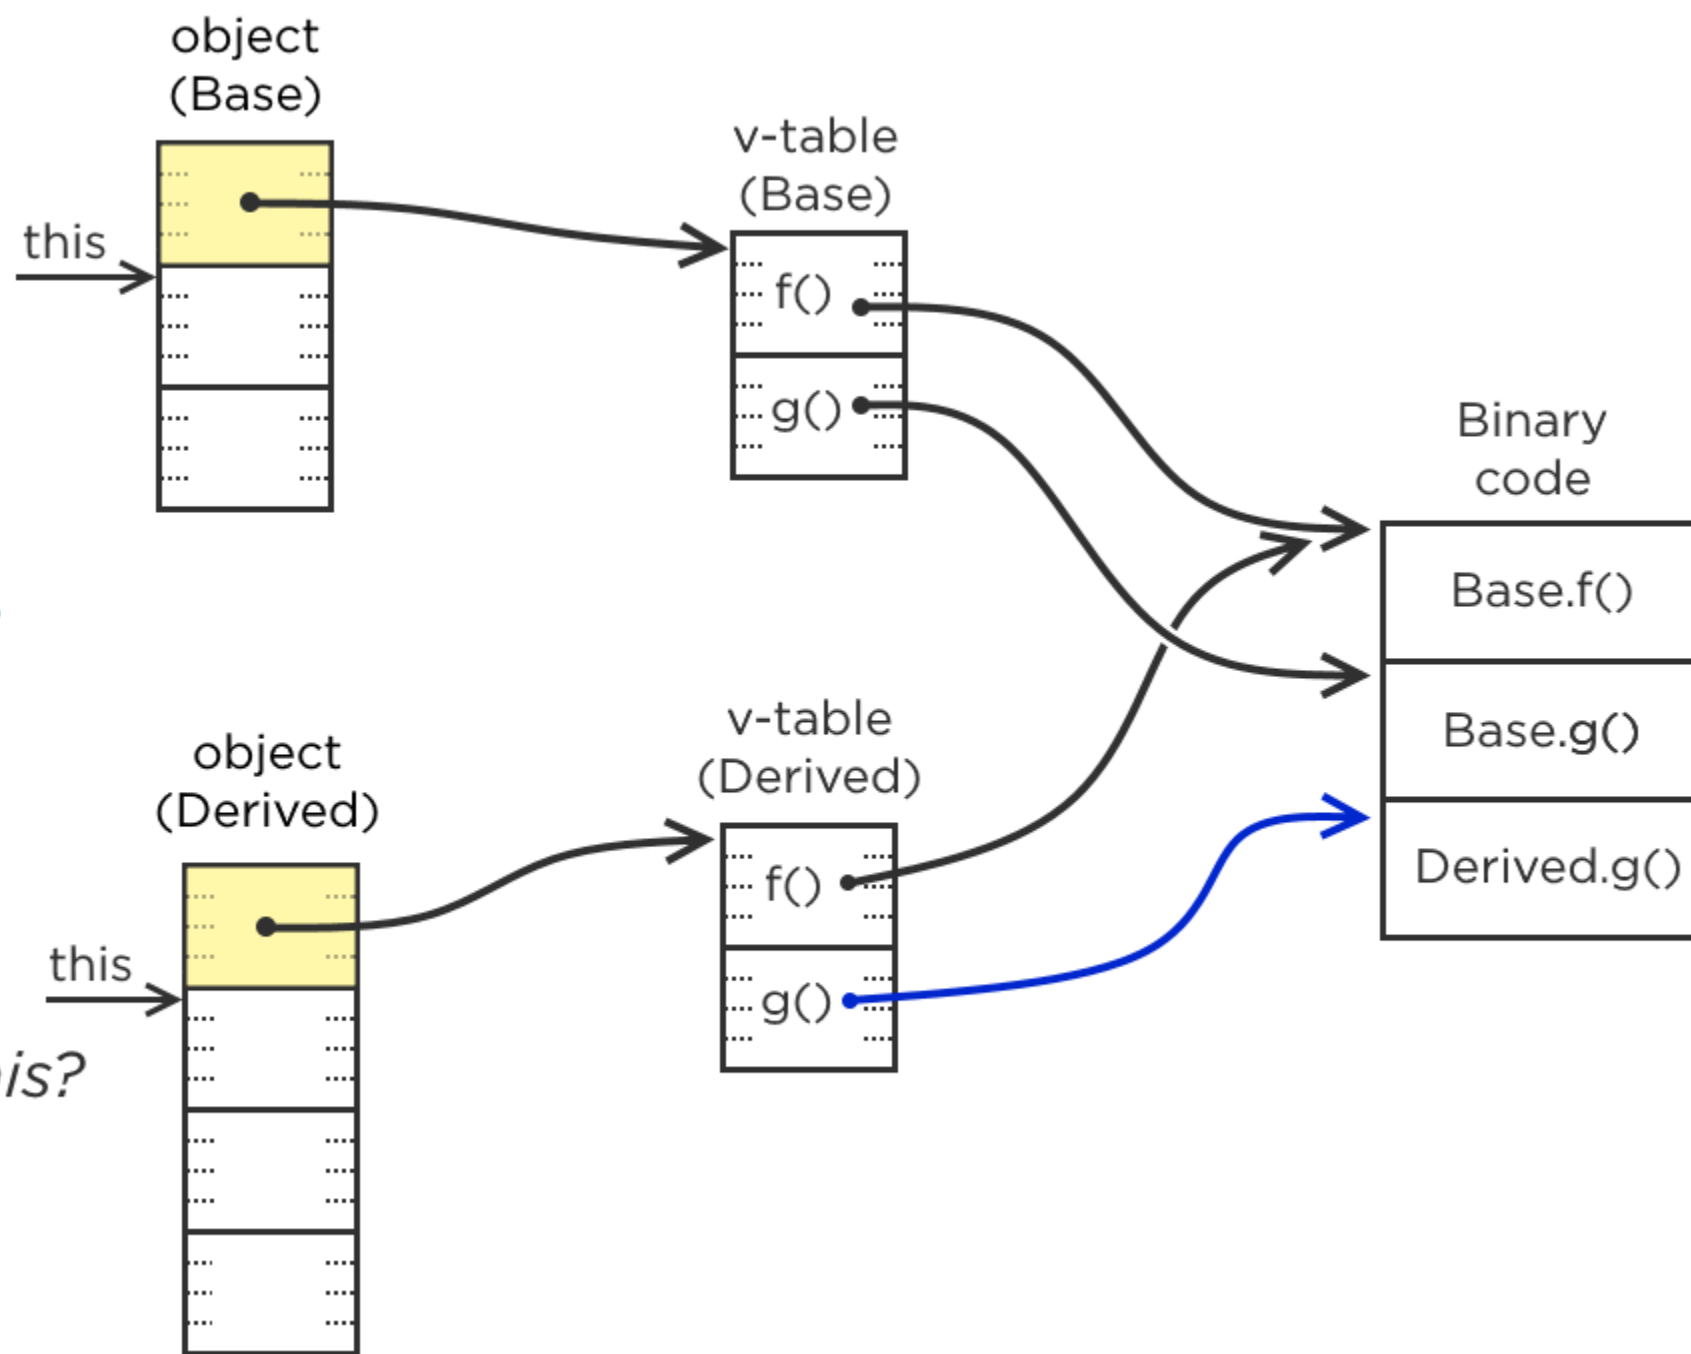 object
(Base)
this
v-table
(Base)
f()
g()
Binary
code
Base.f()
Base.g()
Derived.g()
object
(Derived)
this
is?
v-table
(Derived)
f()
g()